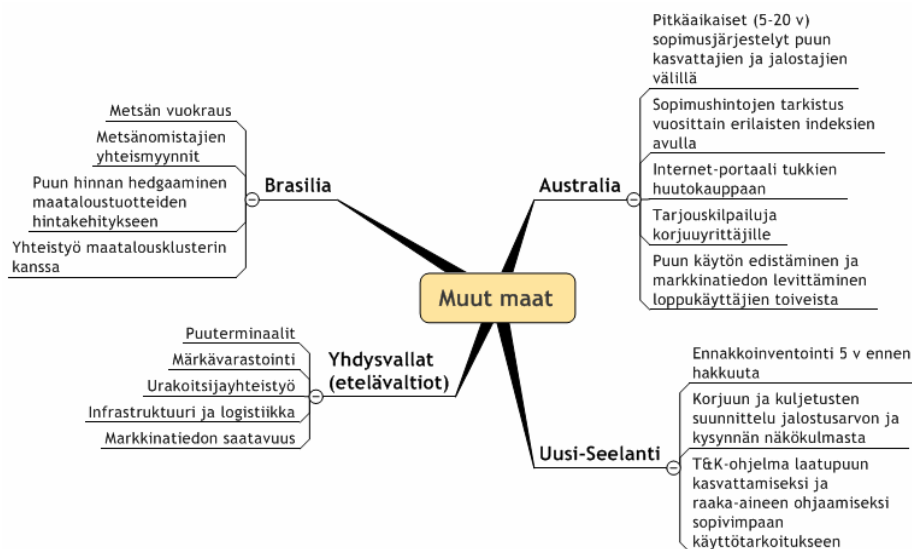 Muut maat
Brasilia
Metsän vuokraus
Metsänomistajien
yhteismyynnit
Puun hinnan hedgaaminen
maataloustuotteiden
hintakehitykseen
Yhteistyö maatalousklusterin
kanssa
Australia
Pitkäaikaiset (5-20 v)
sopimusjärjestelyt puun
kasvattajien ja jalostajien
välillä
Sopimushintojen tarkistus
vuosittain erilaisten indeksien
avulla
Internet-portaali tukkien
huutokauppaan
Tarjouskilpailuja
korjuuyrittäjille
Puun käytön edistäminen ja
markkinatiedon levittäminen
loppukäyttäjien toiveista
Yhdysvallat
(etelävaltiot)
Puuterminaalit
Märkävarastointi
Urakoitsijayhteistyö
Infrastruktuuri ja logistiikka
Markkinatiedon saatavuus
Uusi-Seelanti
Ennakkoinventointi 5 v ennen
hakkuuta
Korjuun ja kuljetusten
suunnittelu jalostusarvon ja
kysynnän näkökulmasta
T&K-ohjelma laatupuun
kasvattamiseksi ja
raaka-aineen ohjaamiseksi
sopivimpaan
käyttötarkoitukseen